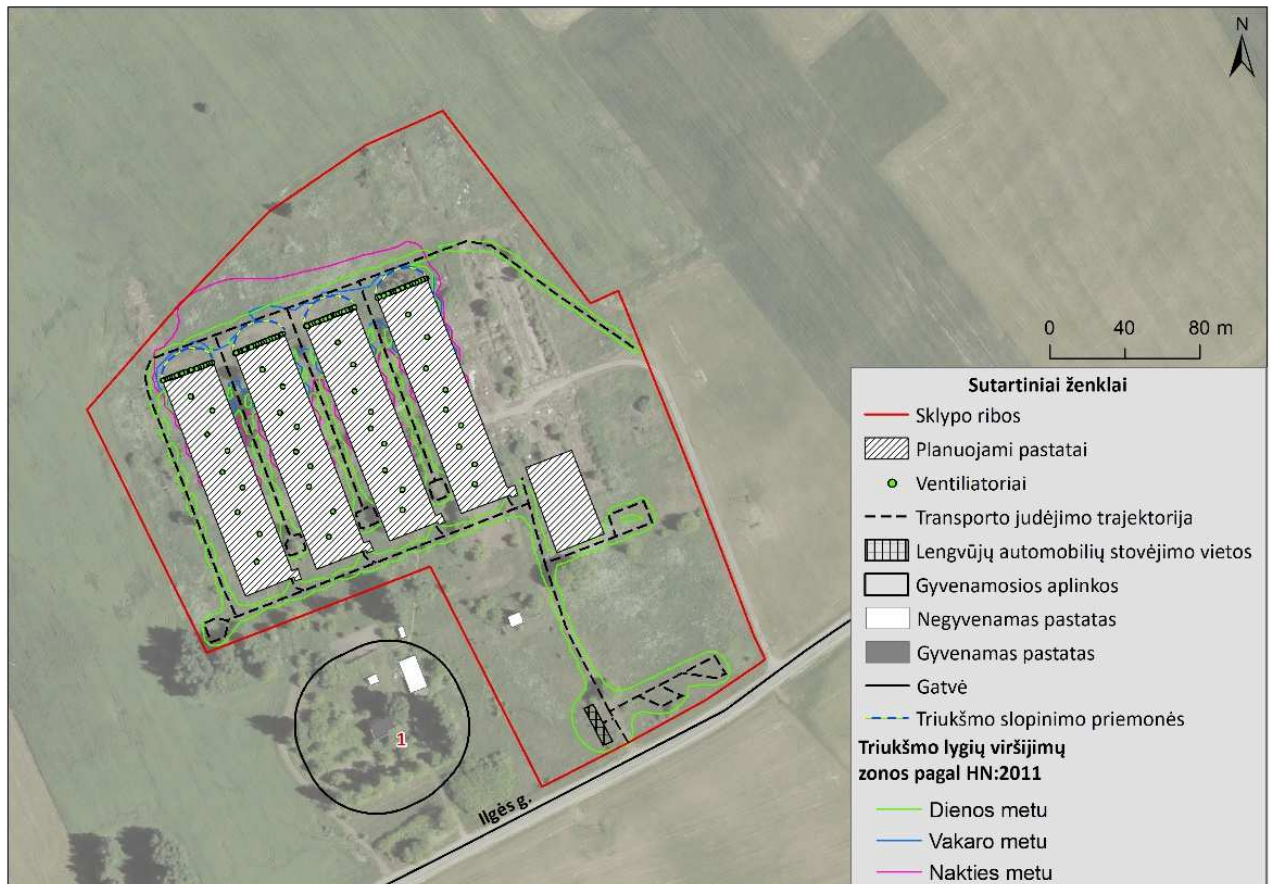 N
0 40 80 m
Sutartiniai ženklai
Sklypo ribos
Planuojami pastatai
Ventiliatoriai
Transporto judėjimo trajektorija
Lengvūjų automobilių stovėjimo vietos
Gyvenamosios aplinkos
Negyvenamas pastatas
Gyvenamas pastatas
Gatvė
Triukšmo slopinimo priemonės
Triukšmo lygių viršijimų
zonos pagal HN:2011
Dienos metu
Vakaro metu
Nakties metu
1
Ilgės g.